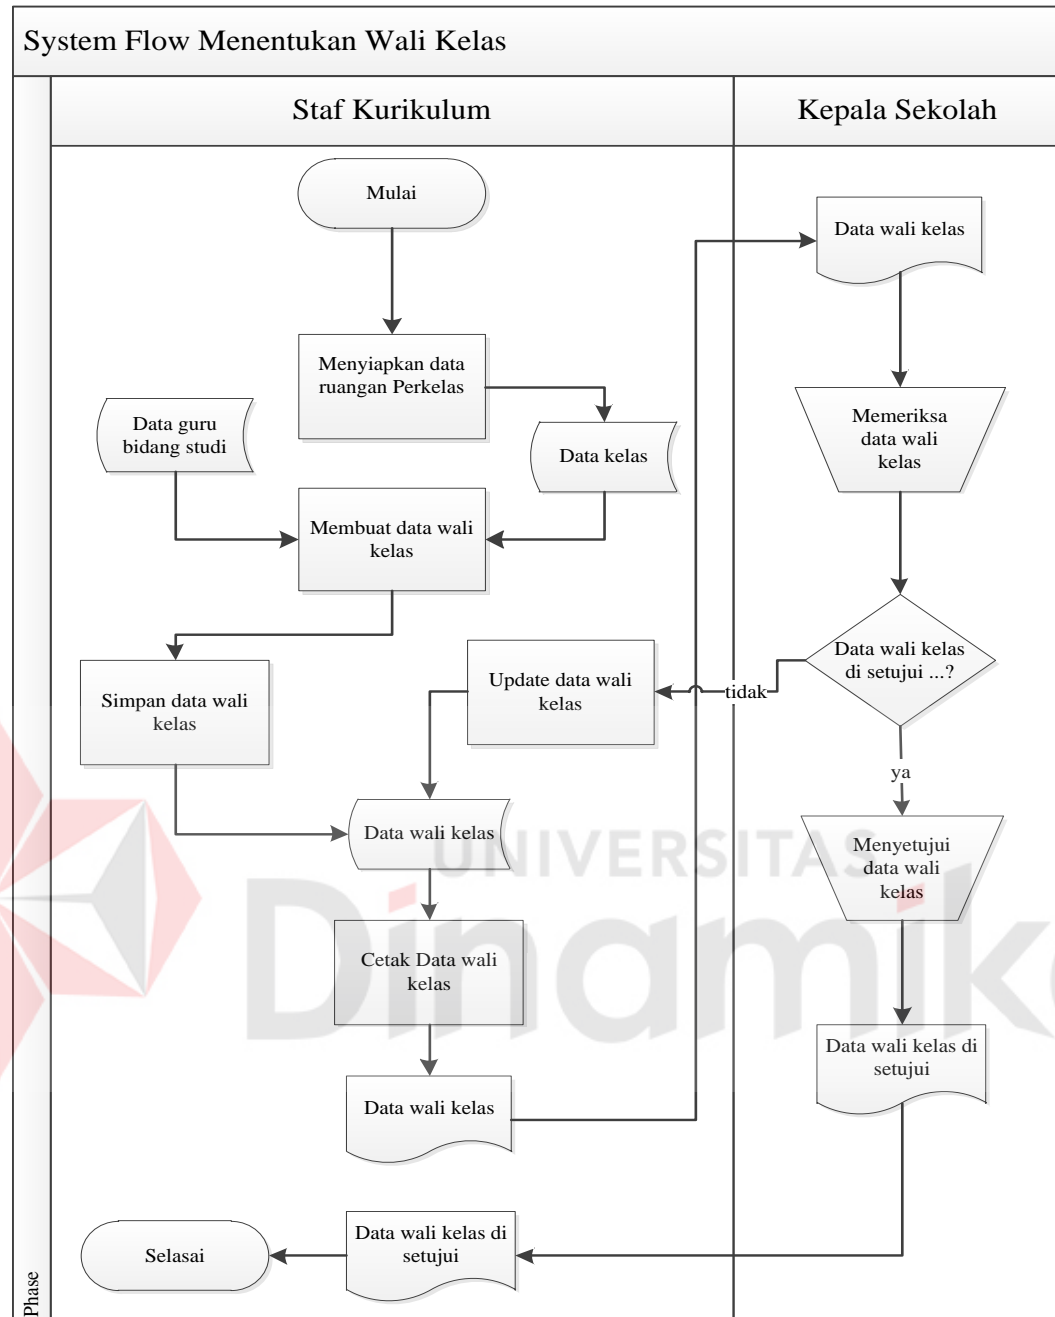 System Flow Menentukan Wali Kelas
Staf Kurikulum
Kepala Sekolah
Mulai
Menyiapkan data
ruangan Perkelas
Data guru
bidang studi
Data kelas
Membuat data wali
kelas
Simpan data wali
kelas
Update data wali
kelas
Data wali kelas
Cetak Data wali
kelas
Data wali kelas
Data wali kelas
Memeriksa
data wali
kelas
Data wali kelas
di setujui ...?
tidak
ya
Menyetujui
data wali
kelas
Data wali kelas di
setujui
Data wali kelas di
setujui
Selasai
Phase
UNIVERSITAS
Dinamika